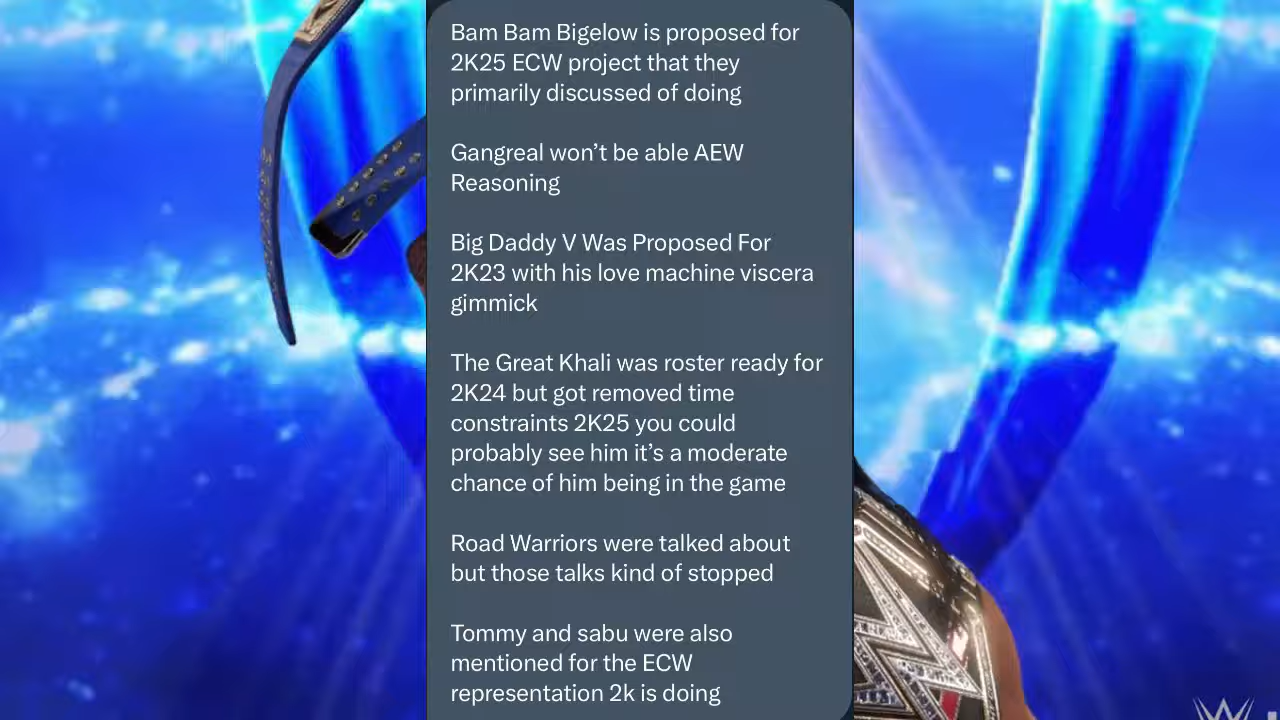 Bam Bam Bigelow is proposed for
2K25 ECW project that they
primarily discussed of doing
Gangreal won't be able AEW
Reasoning
Big Daddy V Was Proposed For
2K23 with his love machine viscera
gimmick
The Great Khali was roster ready for
2K24 but got removed time
constraints 2K25 you could
probably see him it's a moderate
chance of him being in the game
Road Warriors were talked about
but those talks kind of stopped
Tommy and sabu were also
mentioned for the ECW
representation 2k is doing